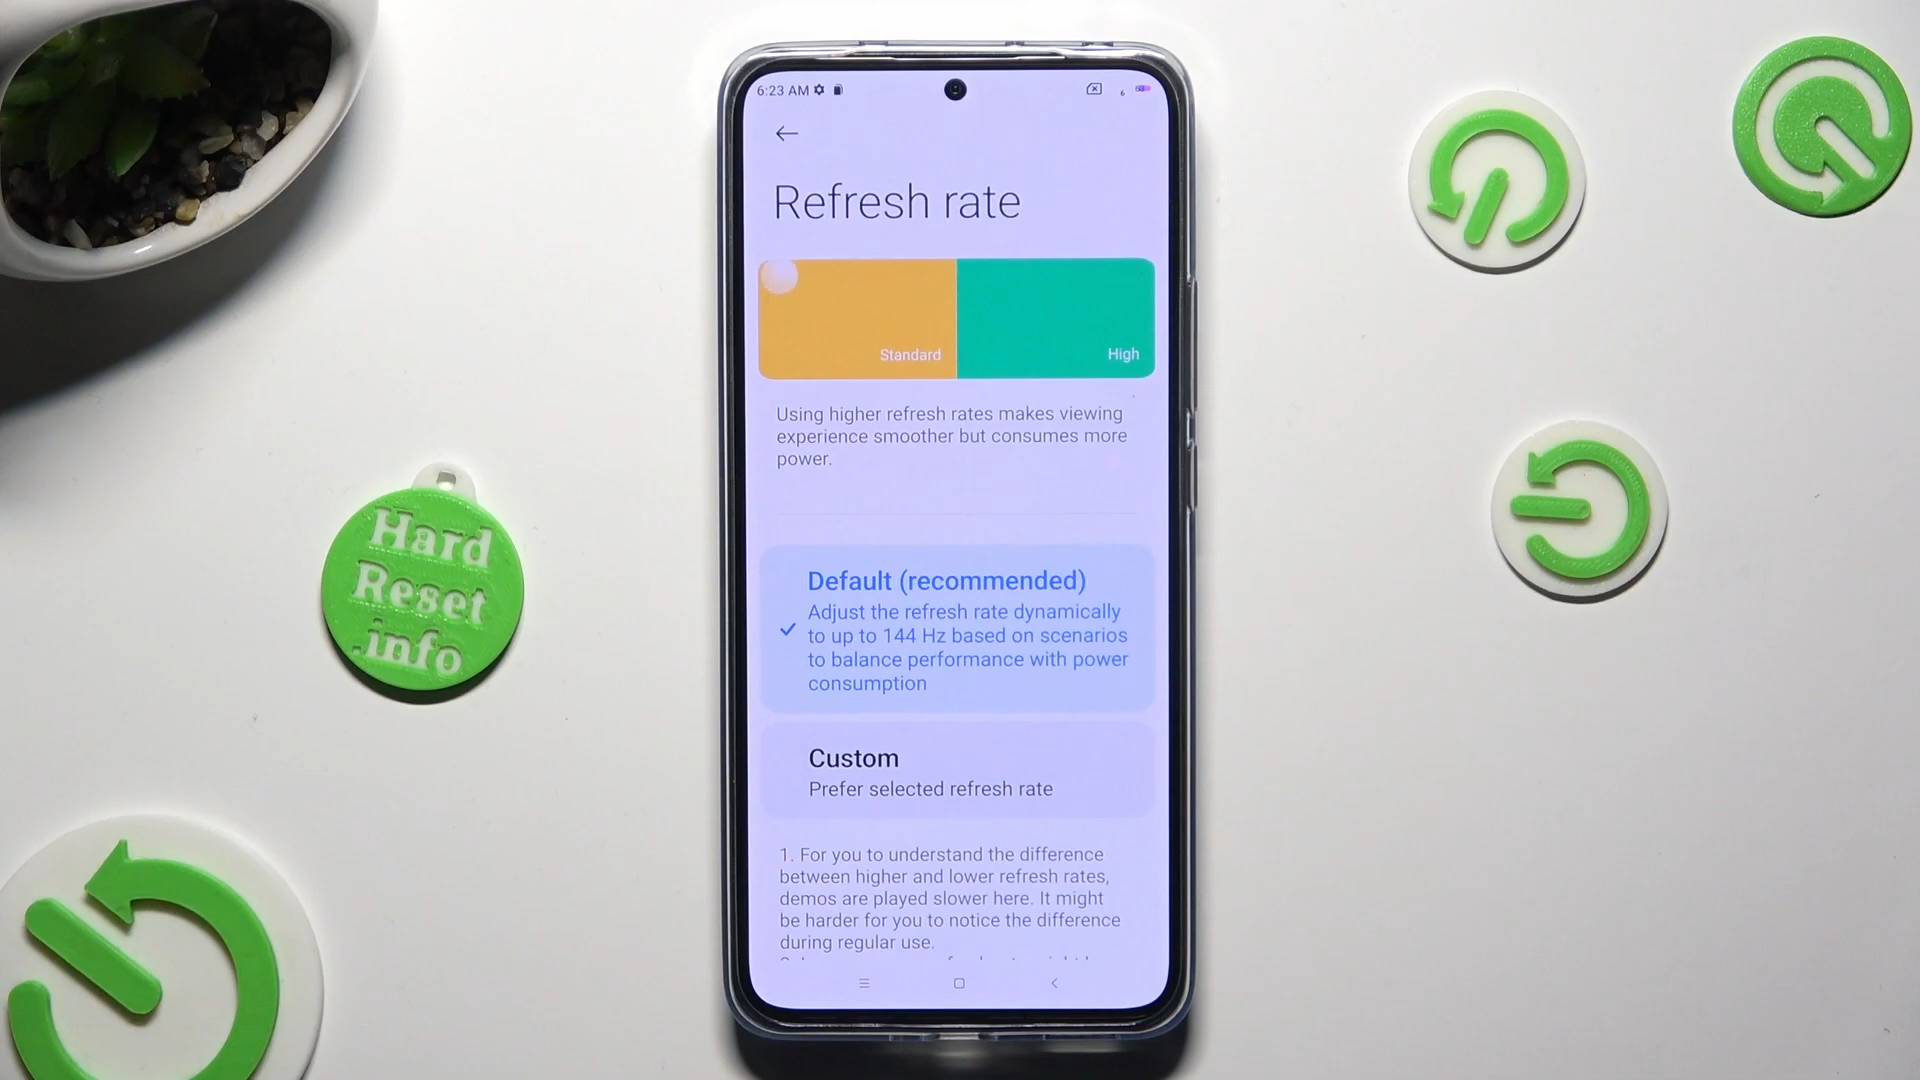 6:23 AM
Refresh rate
Standard
High
Using higher refresh rates makes viewing
experience smoother but consumes more
power.
Default (recommended)
Adjust the refresh rate dynamically
to up to 144 Hz based on scenarios
to balance performance with power
consumption
Custom
Prefer selected refresh rate
1. For you to understand the difference
between higher and lower refresh rates,
demos are played slower here. It might
be harder for you to notice the difference
during regular use.
Hard
Reset
.info